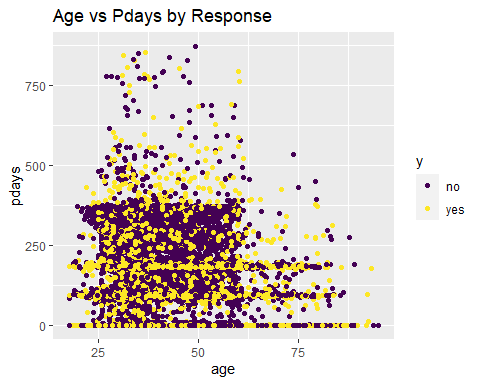 Age vs Pdays by Response
750
500
250
0
pdays
25
50
75
age
y
no
yes